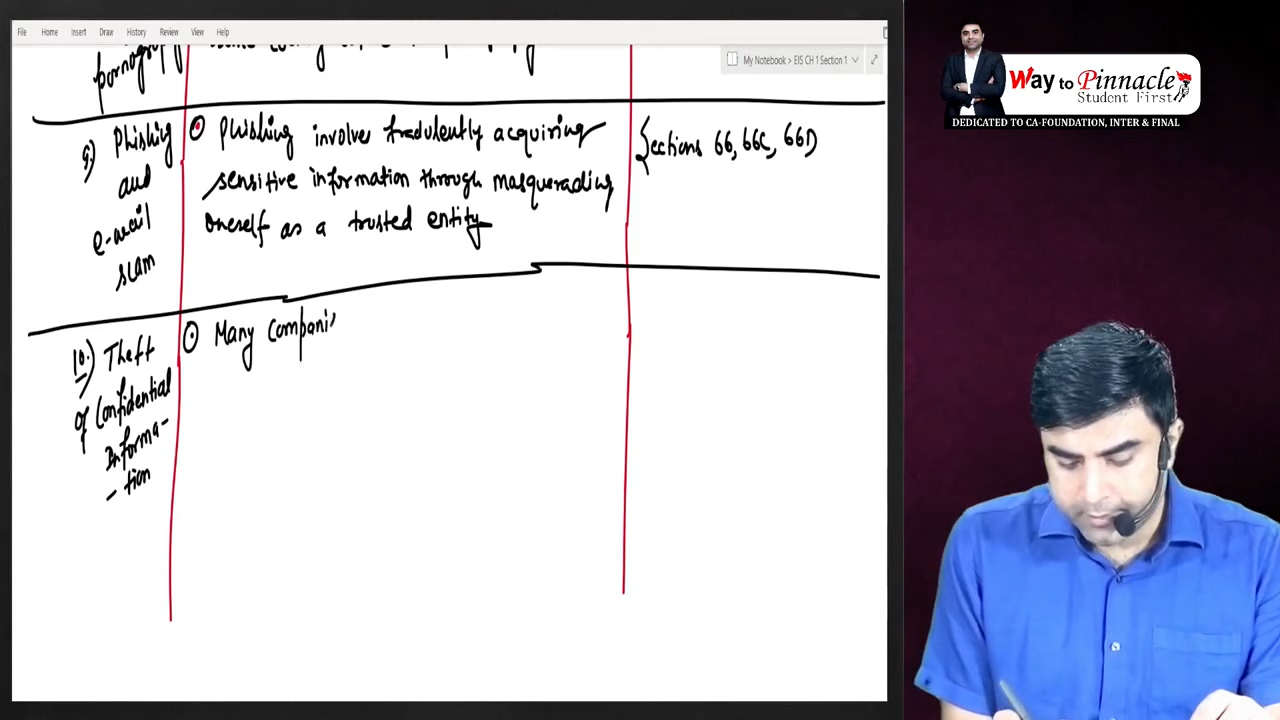 File Home Insert Draw History Review View Help
My Notebook > EIS CH 1 Section 1
pornography
9.) Phishing
and
e-mail
scam
Phishing involve fradulently acquiring
sensitive information through masquerading
oneself as a trusted entity
Sections 66, 66C, 66D
10.) Theft
of Confidential
Informa-
-tion
Many Compani
Way to Pinnacle
Student First
DEDICATED TO CA-FOUNDATION, INTER & FINAL